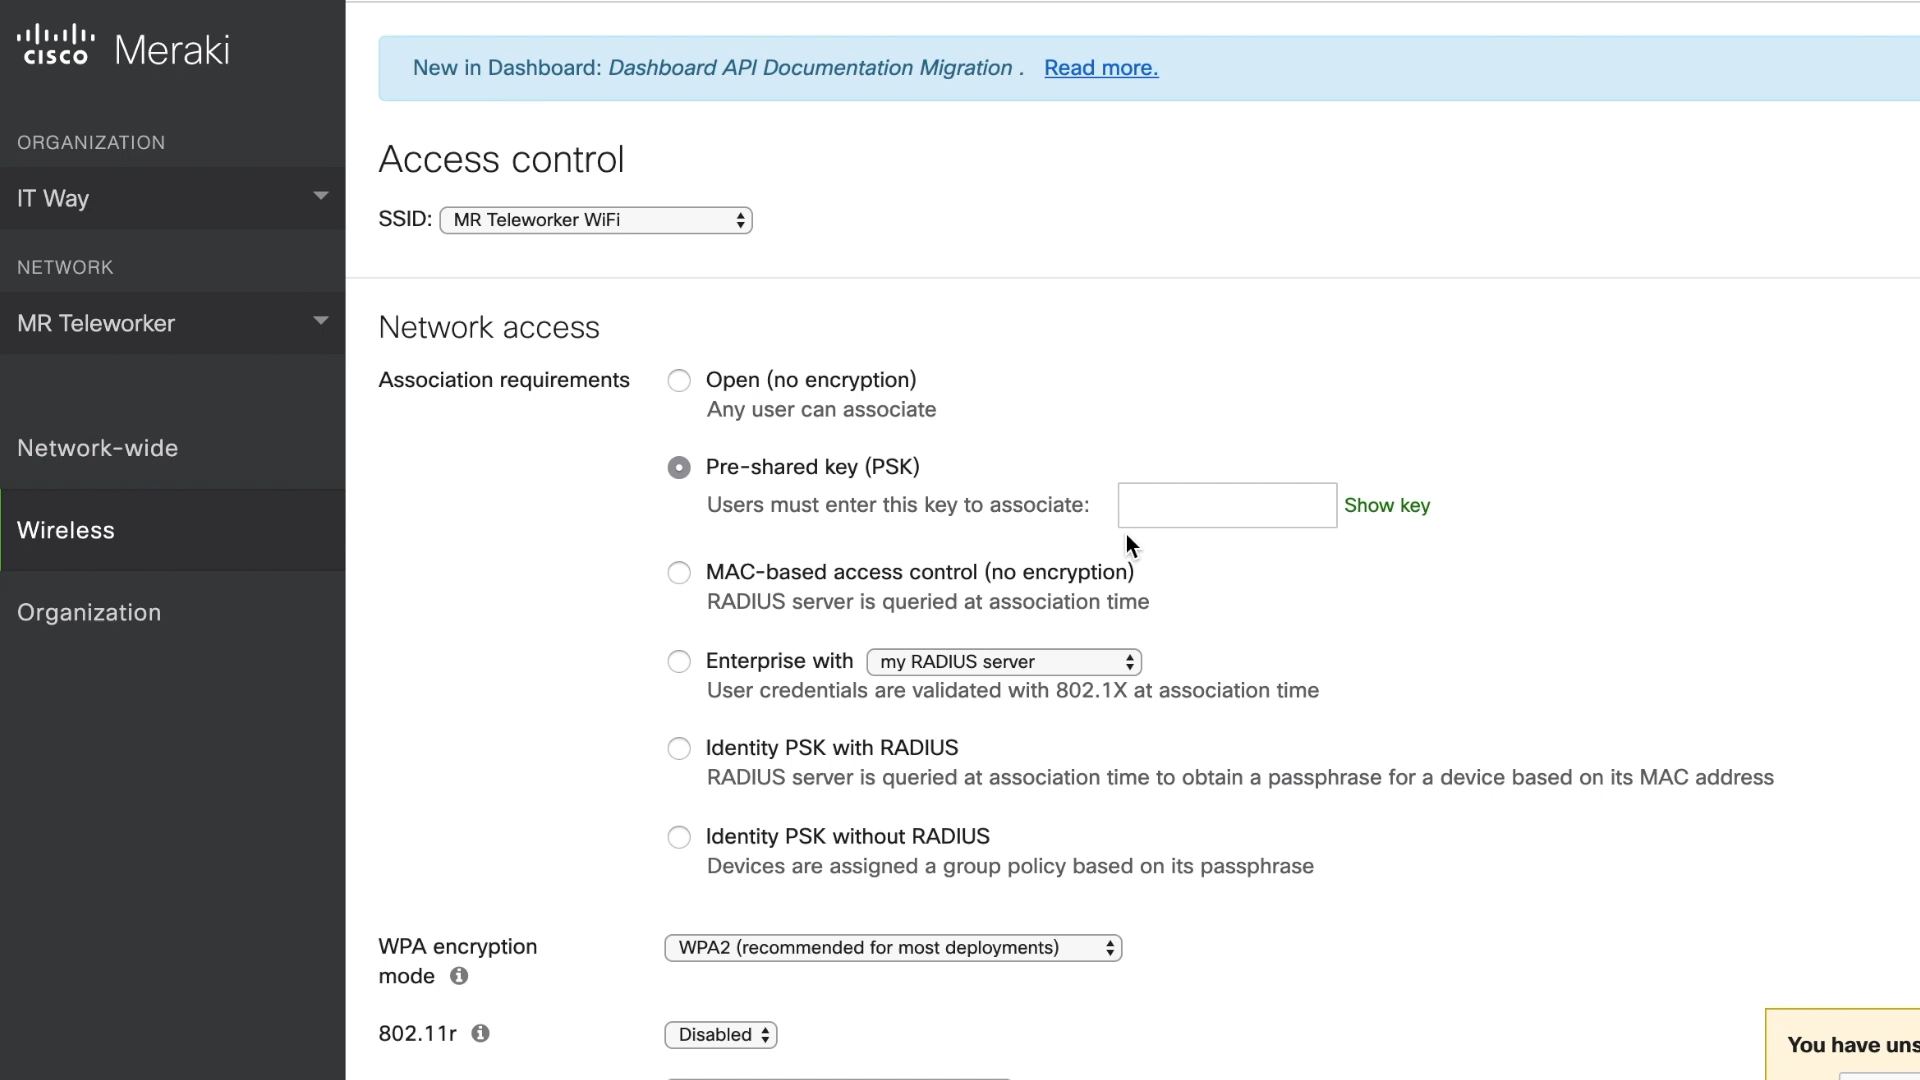 cisco Meraki
New in Dashboard: Dashboard API Documentation Migration . Read more.
ORGANIZATION
IT Way
NETWORK
MR Teleworker
Network-wide
Wireless
Organization
Access control
SSID: MR Teleworker WiFi
Network access
Association requirements
Open (no encryption)
Any user can associate
Pre-shared key (PSK)
Users must enter this key to associate: Show key
MAC-based access control (no encryption)
RADIUS server is queried at association time
Enterprise with my RADIUS server
User credentials are validated with 802.1X at association time
Identity PSK with RADIUS
RADIUS server is queried at association time to obtain a passphrase for a device based on its MAC address
Identity PSK without RADIUS
Devices are assigned a group policy based on its passphrase
WPA encryption
mode
WPA2 (recommended for most deployments)
802.11r Disabled
You have uns